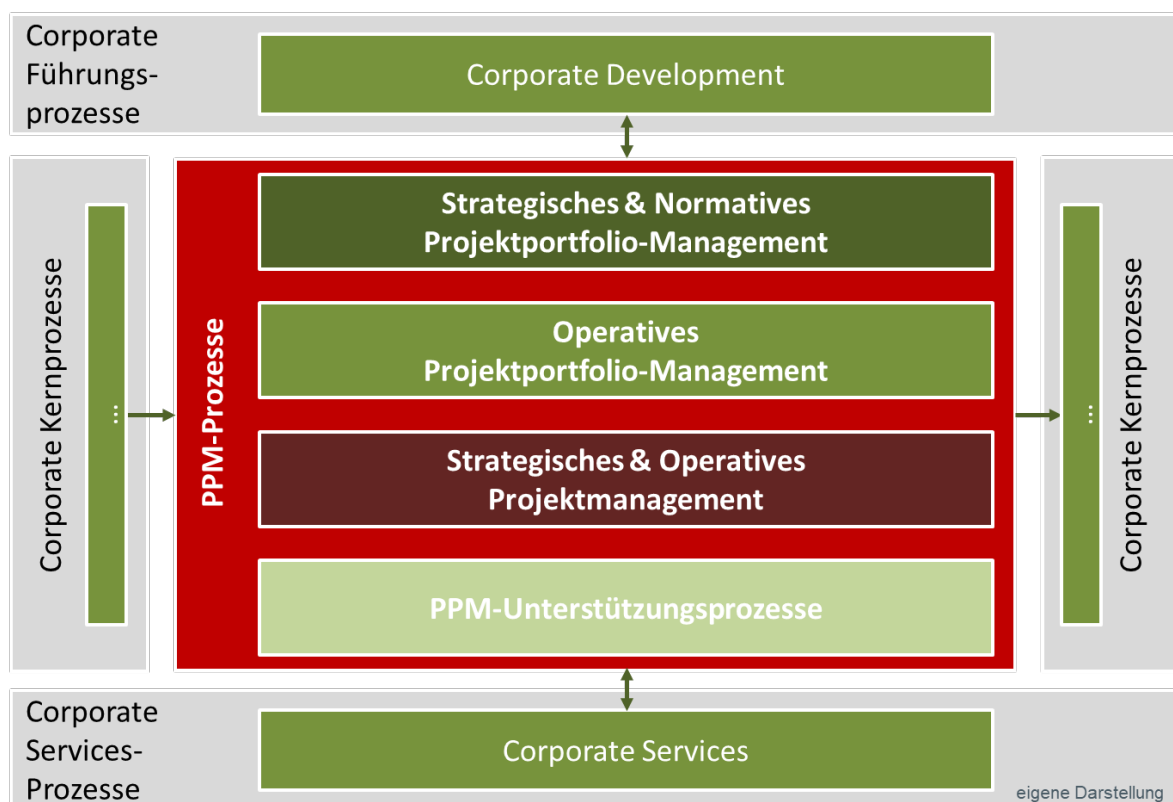 Corporate
Führungs-
prozesse
Corporate Development
Corporate Kernprozesse
...
PPM-Prozesse
Strategisches & Normatives
Projektportfolio-Management
Operatives
Projektportfolio-Management
Strategisches & Operatives
Projektmanagement
PPM-Unterstützungsprozesse
...
Corporate Kernprozesse
Corporate
Services-
Prozesse
Corporate Services
eigene Darstellung